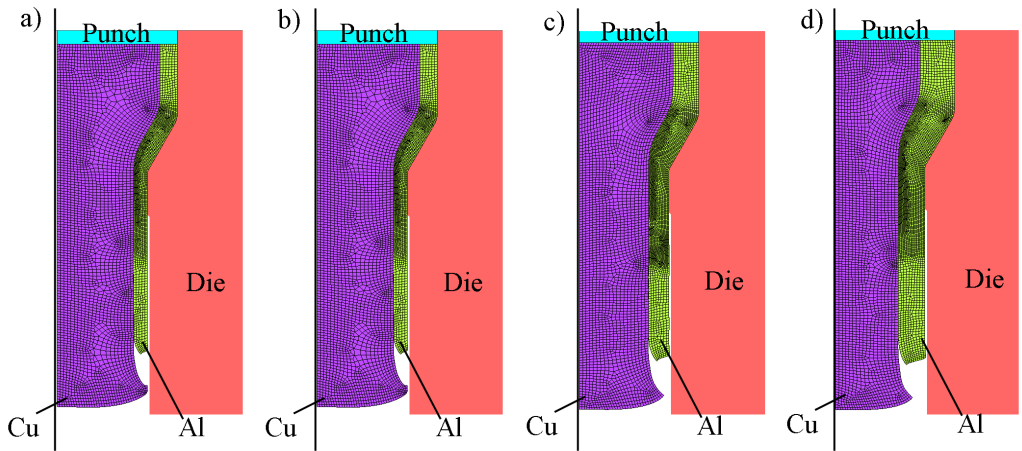 a)
Punch
Die
Cu
Al
b)
Punch
Die
Cu
Al
c)
Punch
Die
Cu
Al
d)
Punch
Die
Cu
Al